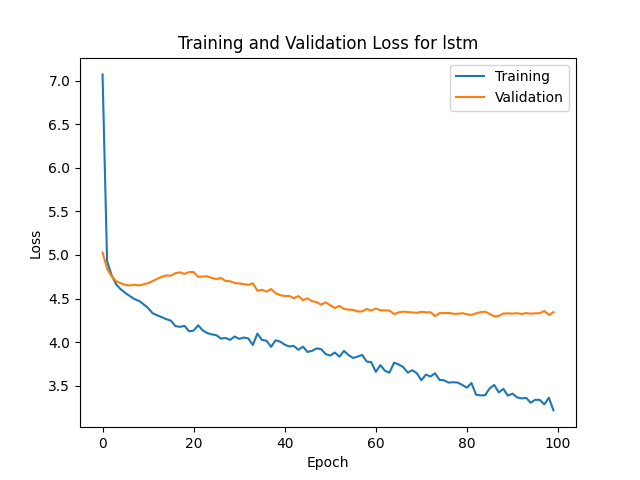 Training and Validation Loss for lstm
Training
Validation
Loss
7.0
6.5
6.0
5.5
5.0
4.5
4.0
3.5
0 20 40 60 80 100
Epoch